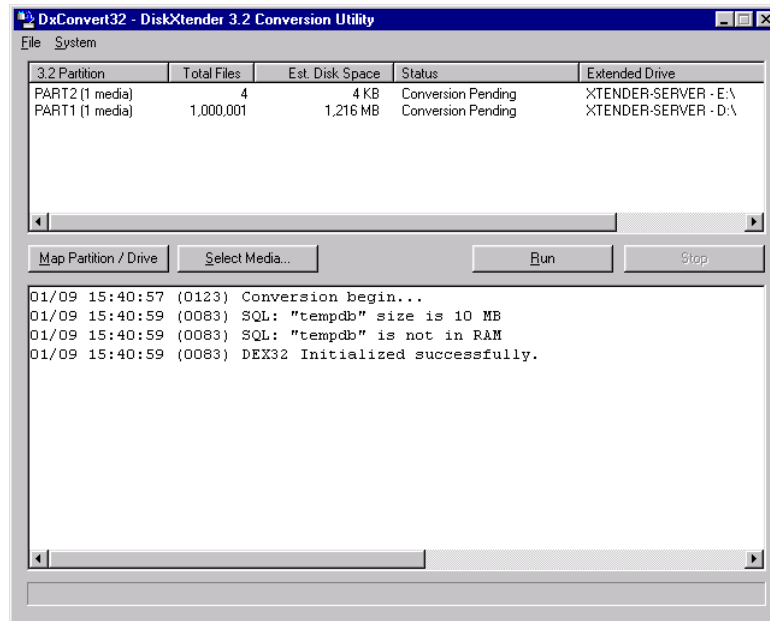 DxConvert32 - DiskXtender 3.2 Conversion Utility
File System
3.2 Partition Total Files Est. Disk Space Status Extended Drive
PART2 (1 media) 4 4 KB Conversion Pending XTENDER-SERVER - E:\
PART1 (1 media) 1,000,001 1,216 MB Conversion Pending XTENDER-SERVER - D:\
Map Partition / Drive Select Media... Run Stop
01/09 15:40:57 (0123) Conversion begin...
01/09 15:40:59 (0083) SQL: "tempdb" size is 10 MB
01/09 15:40:59 (0083) SQL: "tempdb" is not in RAM
01/09 15:40:59 (0083) DEX32 Initialized successfully.